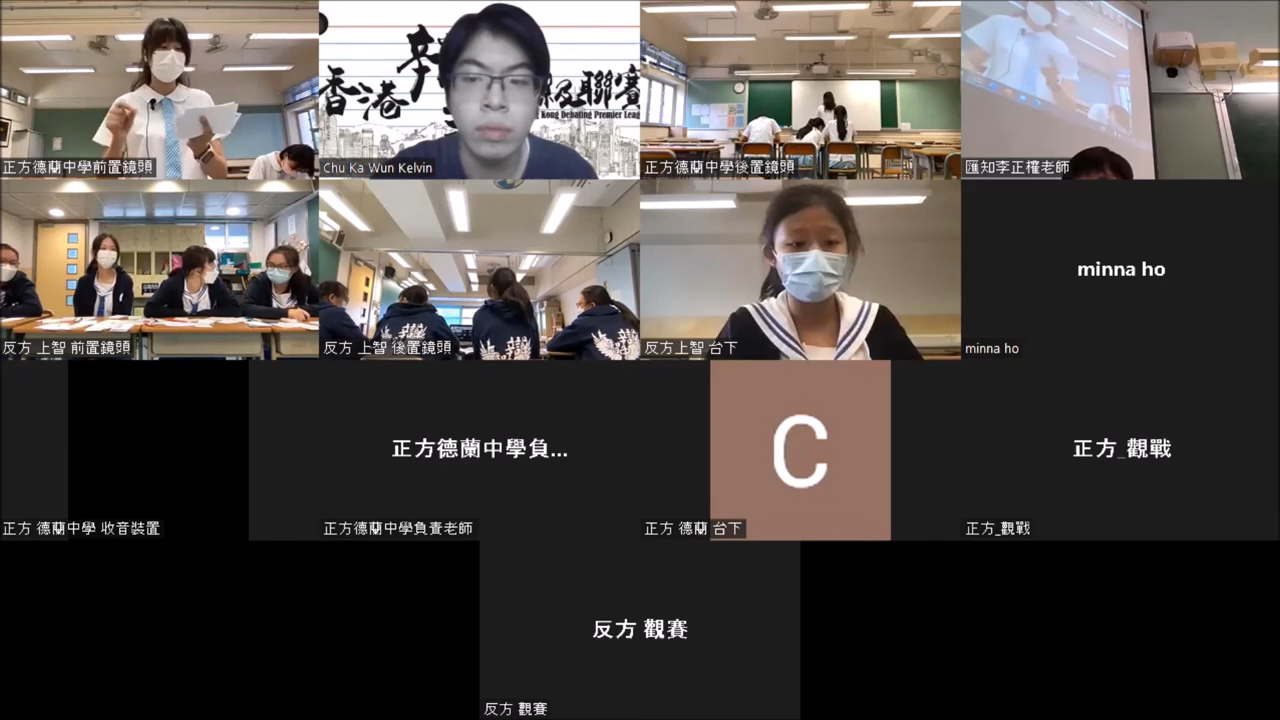 正方德蘭中學前置鏡頭
香港
辯
級聯賽
Kong Debating Premier Leag
Chu Ka Wun Kelvin
正方德蘭中學後置鏡頭
匯知李正權老師
反方 上智 前置鏡頭
反方 上智 後置鏡頭
反方上智 台下
minna ho
minna ho
正方 德蘭中學 收音裝置
正方德蘭中學負...
正方德蘭中學負責老師
C
正方 德蘭 台下
正方_觀戰
正方_觀戰
反方 觀賽
反方 觀賽